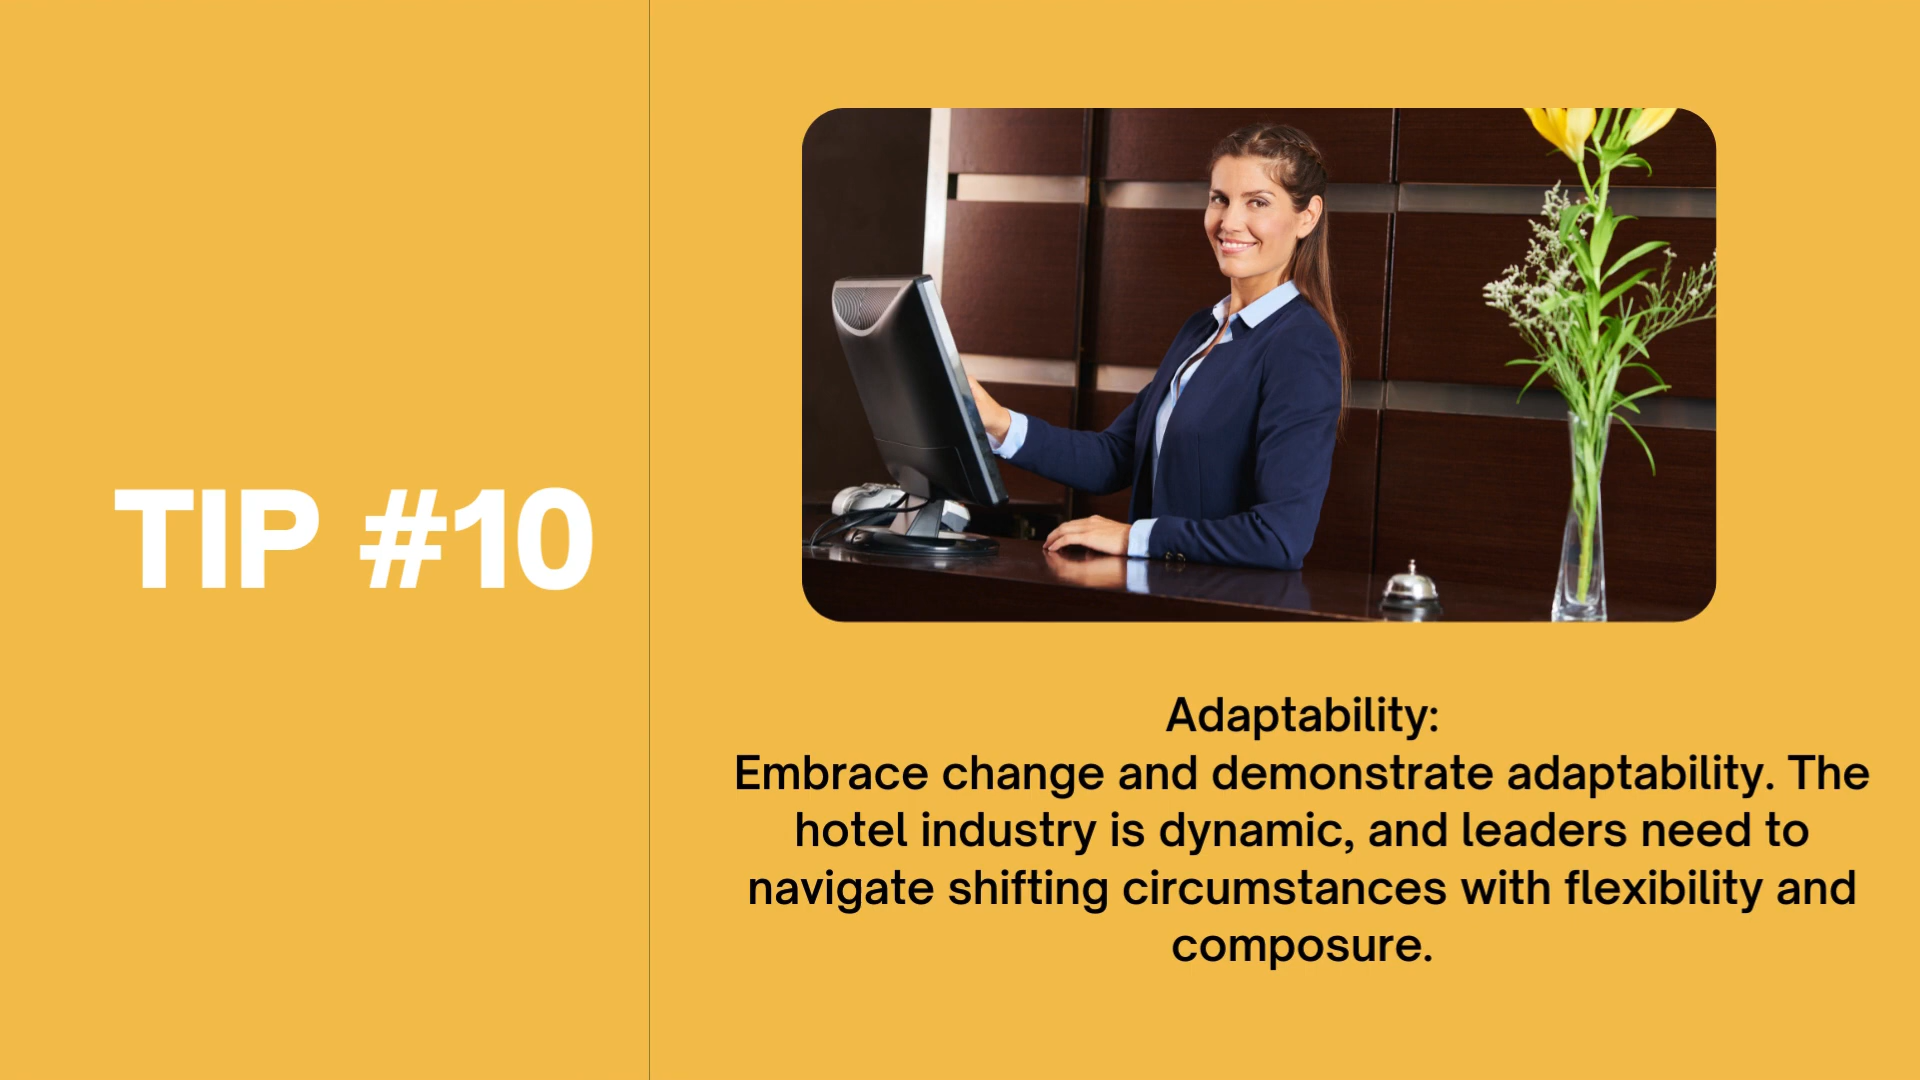 TIP #10
Adaptability:
Embrace change and demonstrate adaptability. The
hotel industry is dynamic, and leaders need to
navigate shifting circumstances with flexibility and
composure.